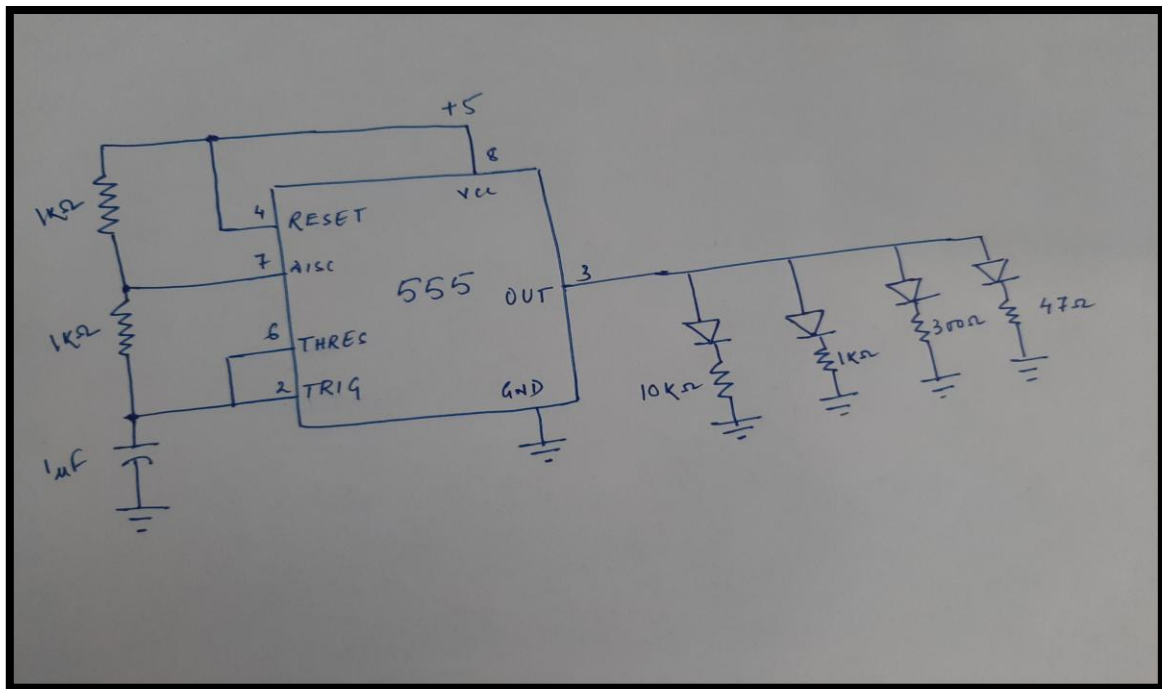 +5
8
VCC
1KΩ
4
RESET
7
DISC
555
3
OUT
1KΩ
6
THRES
2
TRIG
GND
1μF
10KΩ
1KΩ
300Ω
47Ω